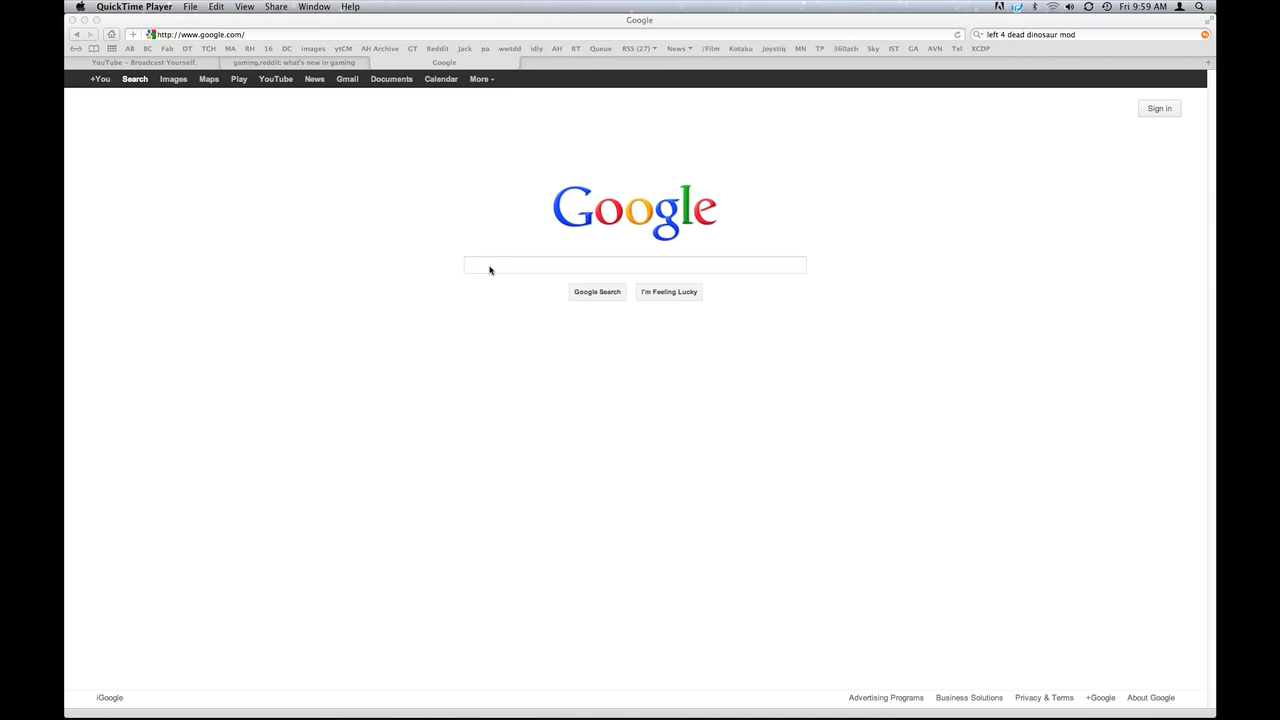 QuickTime Player File Edit View Share Window Help Fri 9:59 AM
Google
http://www.google.com/ left 4 dead dinosaur mod
AB BC Fab DT TCH MA RH 16 DC images ytCM AH Archive GT Reddit Jack pa wwtdd idly AH RT Queue RSS (27) News /Film Kotaku Joystiq MN TP 360ach Sky IST GA AVN Txl XCDP
YouTube – Broadcast Yourself. gaming.reddit: what's new in gaming Google
+You Search Images Maps Play YouTube News Gmail Documents Calendar More
Sign in
Google
Google Search I'm Feeling Lucky
iGoogle Advertising Programs Business Solutions Privacy & Terms +Google About Google